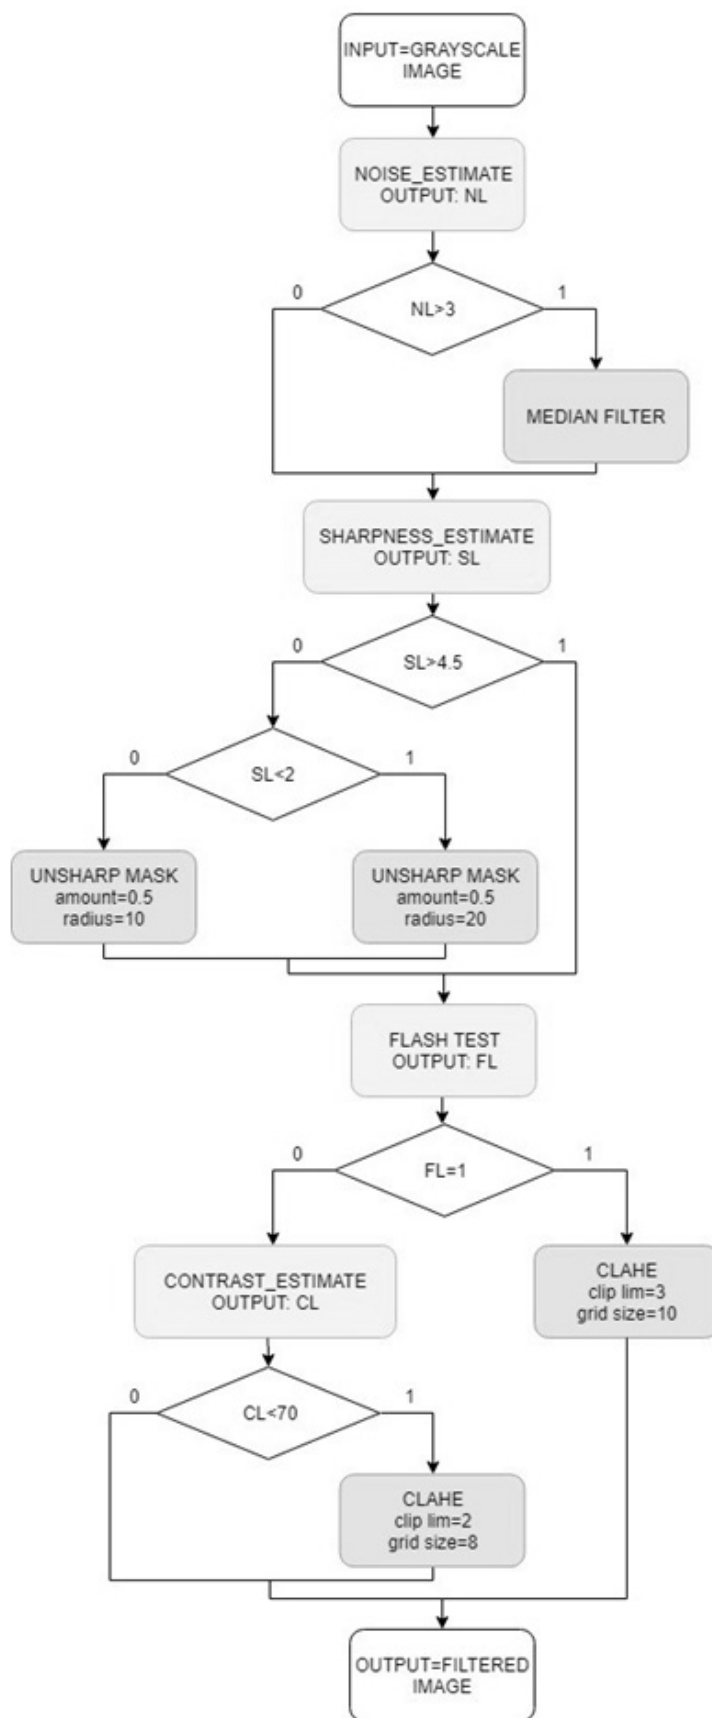 INPUT=GRAYSCALE
IMAGE
NOISE_ESTIMATE
OUTPUT: NL
0
NL>3
1
MEDIAN FILTER
SHARPNESS_ESTIMATE
OUTPUT: SL
0
SL>4.5
1
0
SL<2
1
UNSHARP MASK
amount=0.5
radius=10
UNSHARP MASK
amount=0.5
radius=20
FLASH TEST
OUTPUT: FL
0
FL=1
1
CONTRAST_ESTIMATE
OUTPUT: CL
CLAHE
clip lim=3
grid size=10
0
CL<70
1
CLAHE
clip lim=2
grid size=8
OUTPUT=FILTERED
IMAGE